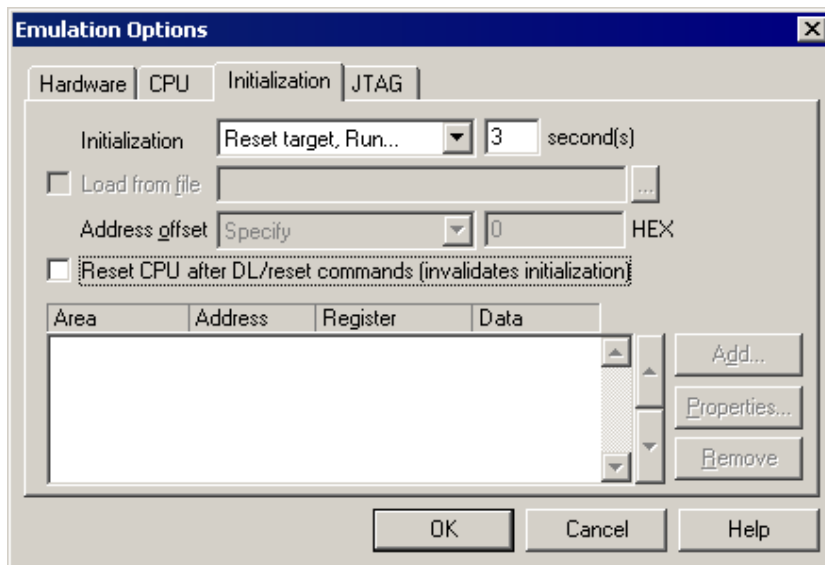 Emulation Options
Hardware CPU Initialization JTAG
Initialization Reset target, Run... 3 second(s)
Load from file ...
Address offset Specify 0 HEX
Reset CPU after DL/reset commands (invalidates initialization)
Area Address Register Data
Add...
Properties...
Remove
OK Cancel Help